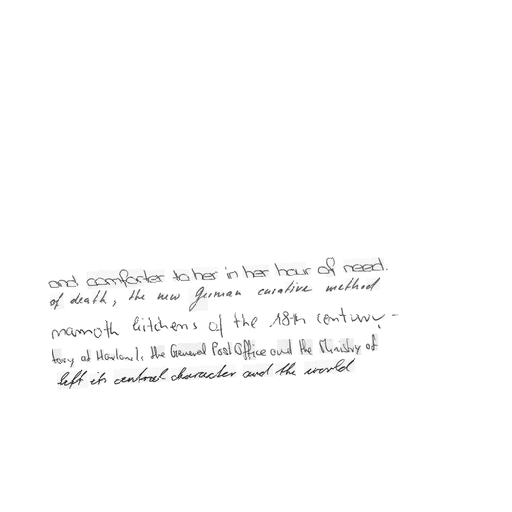 and comforter to her in her hour of need.
of death, the new German curative method
mammoth kitchens of the 18th century -
tory at the General Post Office and the Ministry of
left its central character and the world